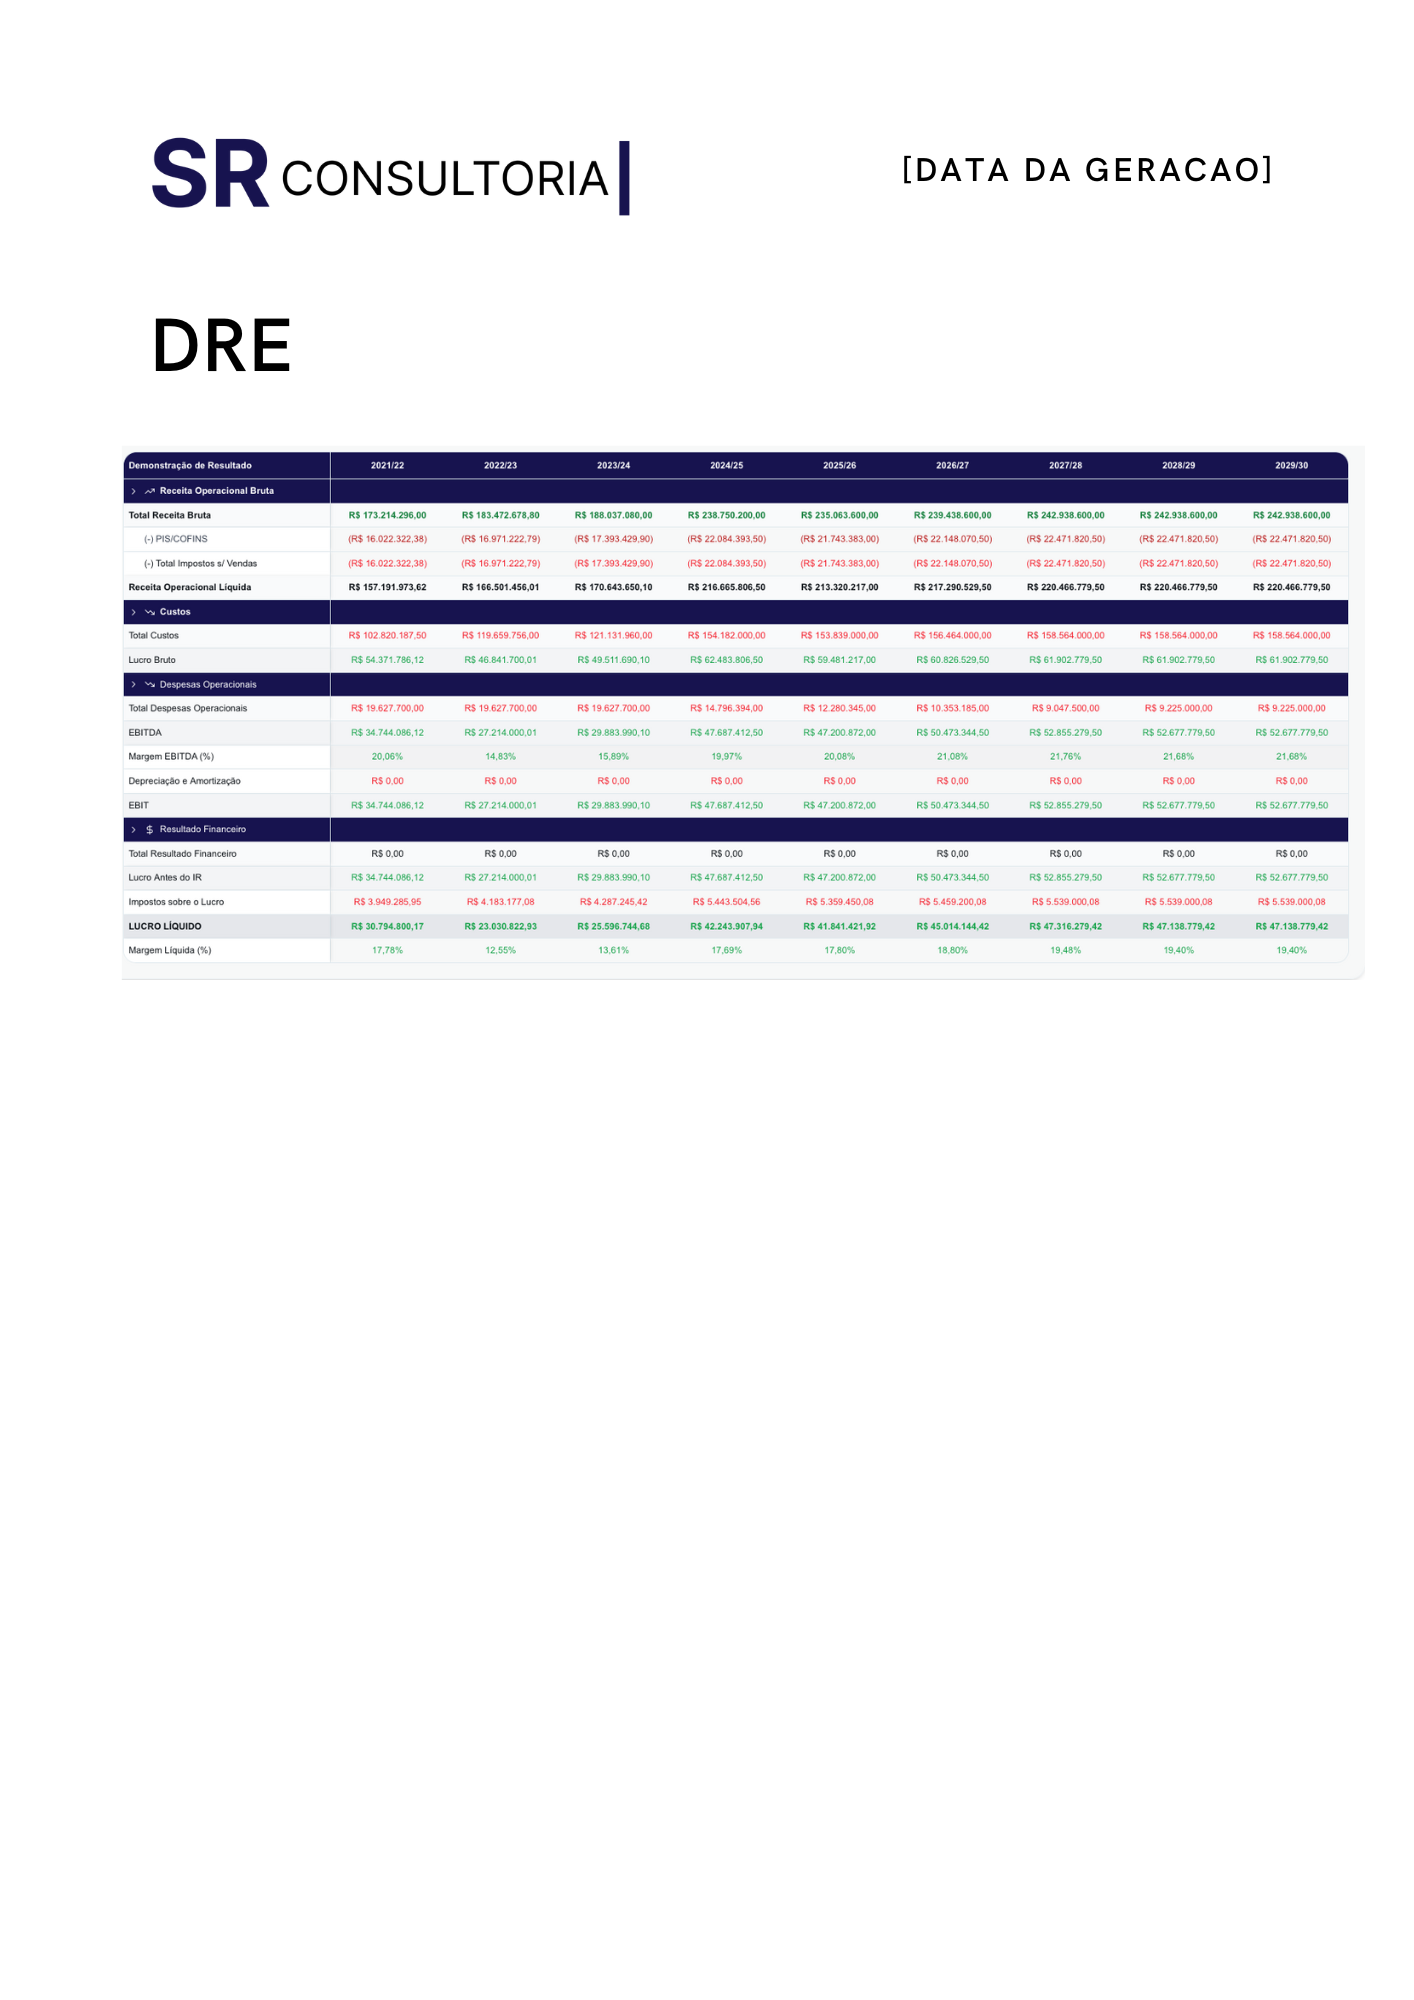 SR CONSULTORIA
[DATA DA GERACAO]
DRE
Demonstração de Resultado 2021/22 2022/23 2023/24 2024/25 2025/26 2026/27 2027/28 2028/29 2029/30
Receita Operacional Bruta
Total Receita Bruta R$ 173.214.296,00 R$ 183.472.678,80 R$ 188.037.080,00 R$ 238.750.200,00 R$ 235.063.600,00 R$ 239.438.600,00 R$ 242.938.600,00 R$ 242.938.600,00 R$ 242.938.600,00
(-) PIS/COFINS (R$ 16.022.322,38) (R$ 16.971.222,79) (R$ 17.393.429,90) (R$ 22.084.393,50) (R$ 21.743.383,00) (R$ 22.148.070,50) (R$ 22.471.820,50) (R$ 22.471.820,50) (R$ 22.471.820,50)
(-) Total Impostos s/ Vendas (R$ 16.022.322,38) (R$ 16.971.222,79) (R$ 17.393.429,90) (R$ 22.084.393,50) (R$ 21.743.383,00) (R$ 22.148.070,50) (R$ 22.471.820,50) (R$ 22.471.820,50) (R$ 22.471.820,50)
Receita Operacional Líquida R$ 157.191.973,62 R$ 166.501.456,01 R$ 170.643.650,10 R$ 216.665.806,50 R$ 213.320.217,00 R$ 217.290.529,50 R$ 220.466.779,50 R$ 220.466.779,50 R$ 220.466.779,50
Custos
Total Custos R$ 102.820.187,50 R$ 119.659.756,00 R$ 121.131.960,00 R$ 154.182.000,00 R$ 153.839.000,00 R$ 156.464.000,00 R$ 158.564.000,00 R$ 158.564.000,00 R$ 158.564.000,00
Lucro Bruto R$ 54.371.786,12 R$ 46.841.700,01 R$ 49.511.690,10 R$ 62.483.806,50 R$ 59.481.217,00 R$ 60.826.529,50 R$ 61.902.779,50 R$ 61.902.779,50 R$ 61.902.779,50
Despesas Operacionais
Total Despesas Operacionais R$ 19.627.700,00 R$ 19.627.700,00 R$ 19.627.700,00 R$ 14.796.394,00 R$ 12.280.345,00 R$ 10.353.185,00 R$ 9.047.500,00 R$ 9.225.000,00 R$ 9.225.000,00
EBITDA R$ 34.744.086,12 R$ 27.214.000,01 R$ 29.883.990,10 R$ 47.687.412,50 R$ 47.200.872,00 R$ 50.473.344,50 R$ 52.855.279,50 R$ 52.677.779,50 R$ 52.677.779,50
Margem EBITDA (%) 20,06% 14,83% 15,89% 19,97% 20,08% 21,08% 21,76% 21,68% 21,68%
Depreciação e Amortização R$ 0,00 R$ 0,00 R$ 0,00 R$ 0,00 R$ 0,00 R$ 0,00 R$ 0,00 R$ 0,00 R$ 0,00
EBIT R$ 34.744.086,12 R$ 27.214.000,01 R$ 29.883.990,10 R$ 47.687.412,50 R$ 47.200.872,00 R$ 50.473.344,50 R$ 52.855.279,50 R$ 52.677.779,50 R$ 52.677.779,50
$ Resultado Financeiro
Total Resultado Financeiro R$ 0,00 R$ 0,00 R$ 0,00 R$ 0,00 R$ 0,00 R$ 0,00 R$ 0,00 R$ 0,00 R$ 0,00
Lucro Antes do IR R$ 34.744.086,12 R$ 27.214.000,01 R$ 29.883.990,10 R$ 47.687.412,50 R$ 47.200.872,00 R$ 50.473.344,50 R$ 52.855.279,50 R$ 52.677.779,50 R$ 52.677.779,50
Impostos sobre o Lucro R$ 3.949.285,95 R$ 4.183.177,08 R$ 4.287.245,42 R$ 5.443.504,56 R$ 5.359.450,08 R$ 5.459.200,08 R$ 5.539.000,08 R$ 5.539.000,08 R$ 5.539.000,08
LUCRO LÍQUIDO R$ 30.794.800,17 R$ 23.030.822,93 R$ 25.596.744,68 R$ 42.243.907,94 R$ 41.841.421,92 R$ 45.014.144,42 R$ 47.316.279,42 R$ 47.138.779,42 R$ 47.138.779,42
Margem Líquida (%) 17,78% 12,55% 13,61% 17,69% 17,80% 18,80% 19,48% 19,40% 19,40%